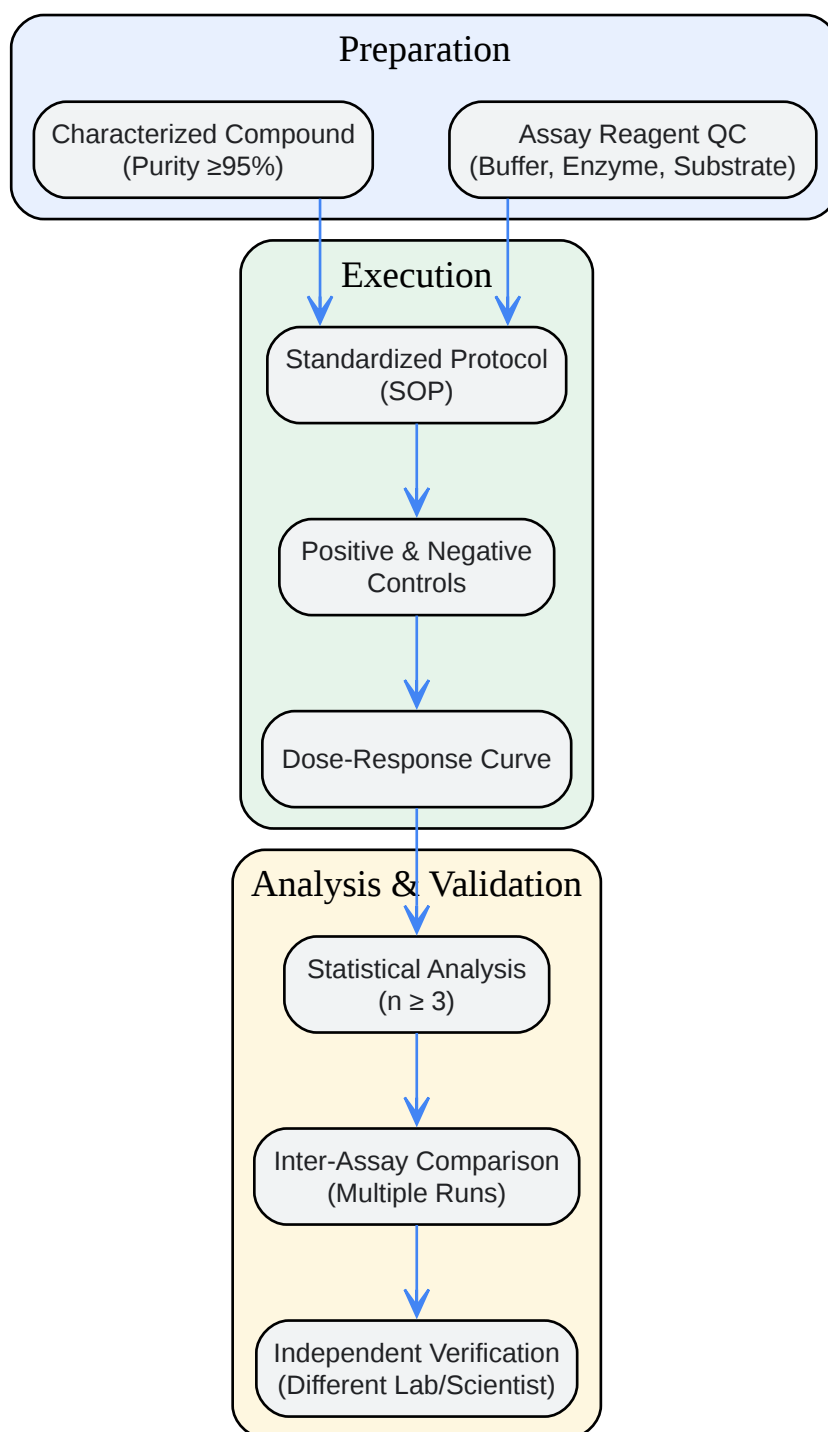 Preparation
Characterized Compound
(Purity ≥95%)
Assay Reagent QC
(Buffer, Enzyme, Substrate)
Execution
Standardized Protocol
(SOP)
Positive & Negative
Controls
Dose-Response Curve
Analysis & Validation
Statistical Analysis
(n ≥ 3)
Inter-Assay Comparison
(Multiple Runs)
Independent Verification
(Different Lab/Scientist)